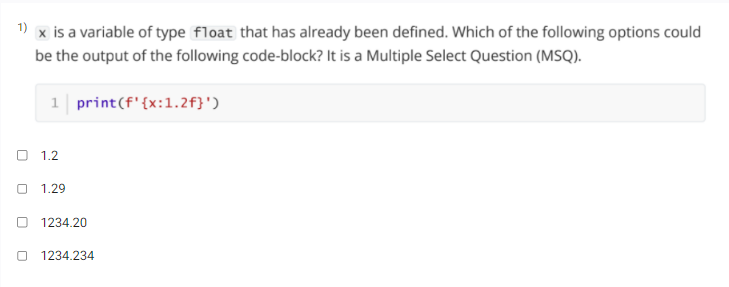 1) x is a variable of type float that has already been defined. Which of the following options could
be the output of the following code-block? It is a Multiple Select Question (MSQ).
1 print(f'{x:1.2f}')
1.2
1.29
1234.20
1234.234